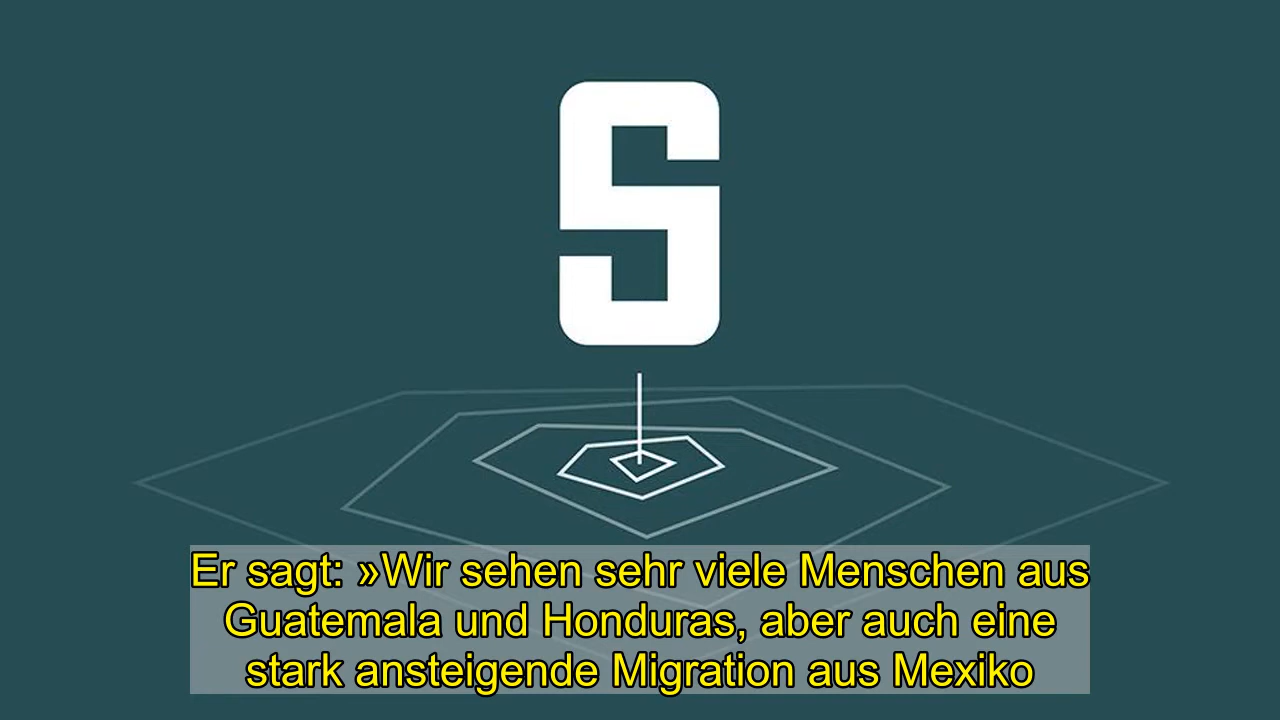 S
Er sagt: »Wir sehen sehr viele Menschen aus
Guatemala und Honduras, aber auch eine
stark ansteigende Migration aus Mexiko